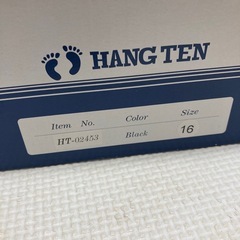 HANG TEN
Item No. Color Size
HT-02453 Black 16